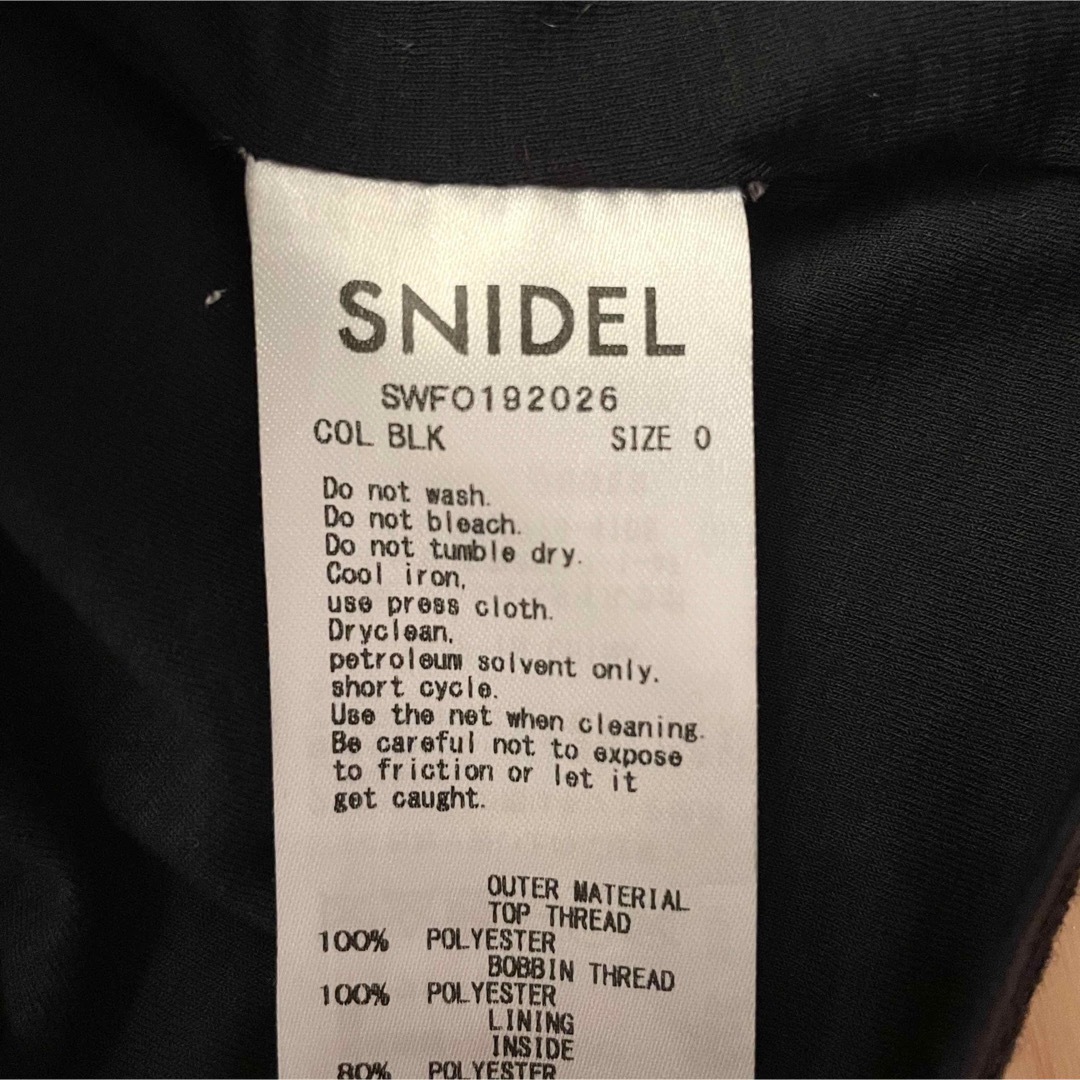 SNIDEL
SWFO192026
COL BLK SIZE 0
Do not wash.
Do not bleach.
Do not tumble dry.
Cool iron,
use press cloth.
Dryclean,
petroleum solvent only.
short cycle.
Use the net when cleaning.
Be careful not to expose
to friction or let it
get caught.
OUTER MATERIAL
TOP THREAD
100% POLYESTER
BOBBIN THREAD
100% POLYESTER
LINING
INSIDE
80% POLYESTER